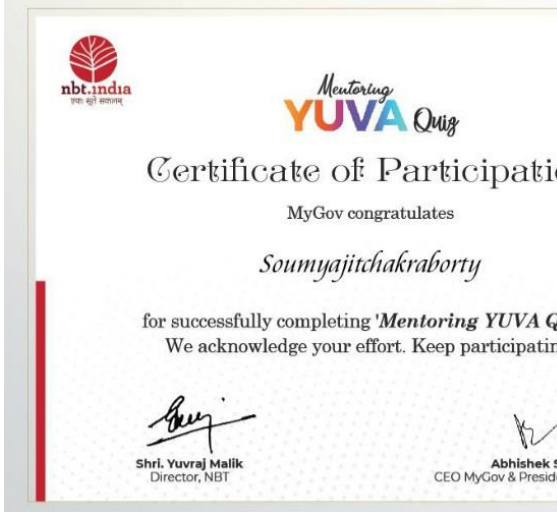 nbt.india
एकः सूते सकलम्
Mentoring
YUVA Quiz
Certificate of Participatio
MyGov congratulates
Soumyajitchakraborty
for successfully completing 'Mentoring YUVA Q
We acknowledge your effort. Keep participatin
Shri. Yuvraj Malik
Director, NBT
Abhishek S
CEO MyGov & Presid